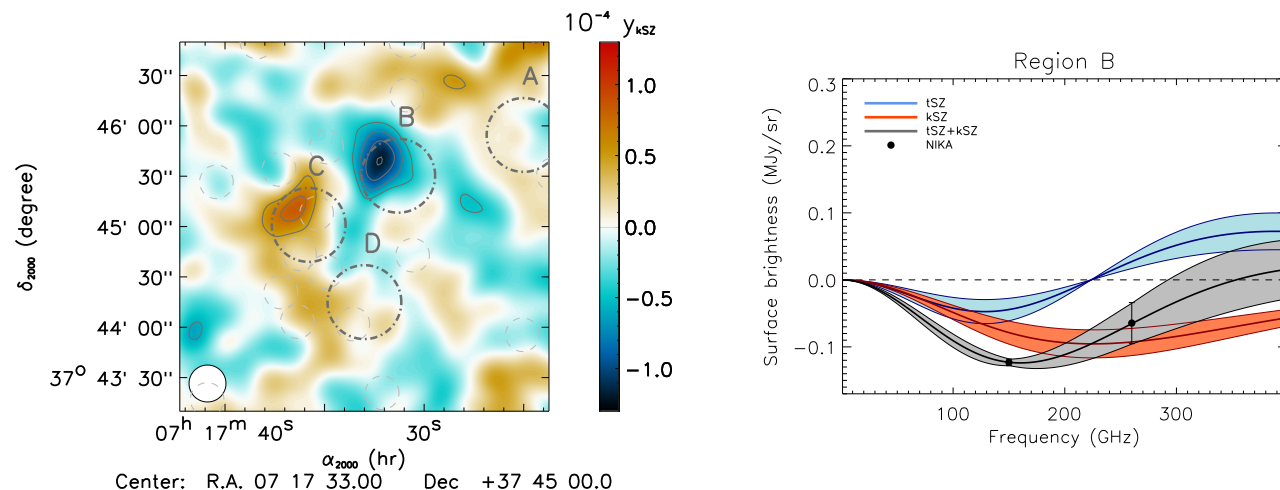 10⁻⁴ y_kSZ
A
B
C
D
30''
46' 00''
30''
45' 00''
30''
44' 00''
37° 43' 30''
δ₂₀₀₀ (degree)
07ʰ 17ᵐ 40ˢ
30ˢ
α₂₀₀₀ (hr)
Center: R.A. 07 17 33.00 Dec +37 45 00.0
1.0
0.5
0.0
−0.5
−1.0
Region B
tSZ
kSZ
tSZ+kSZ
NIKA
0.3
0.2
0.1
0.0
−0.1
Surface brightness (MJy/sr)
100
200
300
Frequency (GHz)